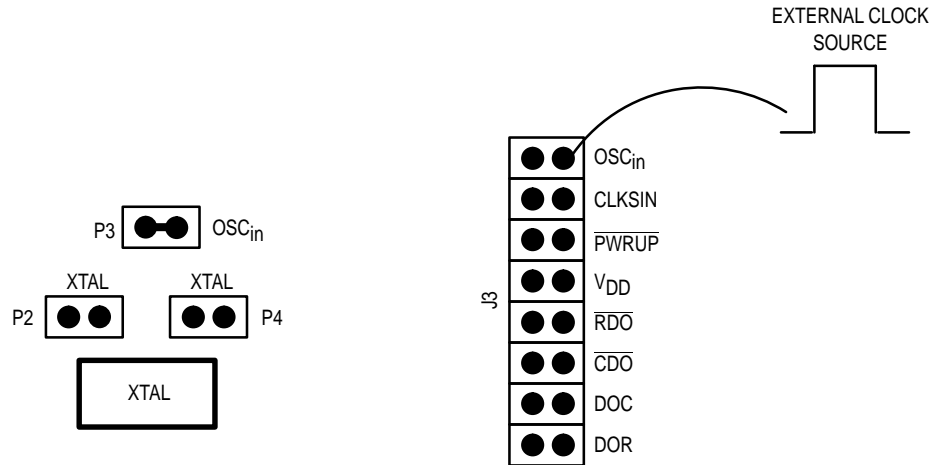 EXTERNAL CLOCK
SOURCE
OSCin
CLKSIN
PWRUP
VDD
RDO
CDO
DOC
DOR
J3
P3
OSCin
XTAL
XTAL
P2
P4
XTAL